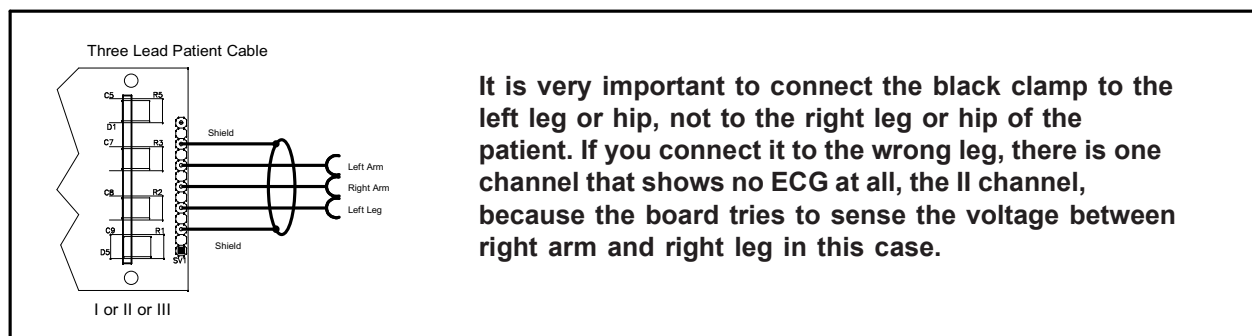 Three Lead Patient Cable
C5 R5
D1
C7 R3
C8 R2
C9 R1
D5
SV1
Shield
Left Arm
Right Arm
Left Leg
Shield
I or II or III
It is very important to connect the black clamp to the
left leg or hip, not to the right leg or hip of the
patient. If you connect it to the wrong leg, there is one
channel that shows no ECG at all, the II channel,
because the board tries to sense the voltage between
right arm and right leg in this case.